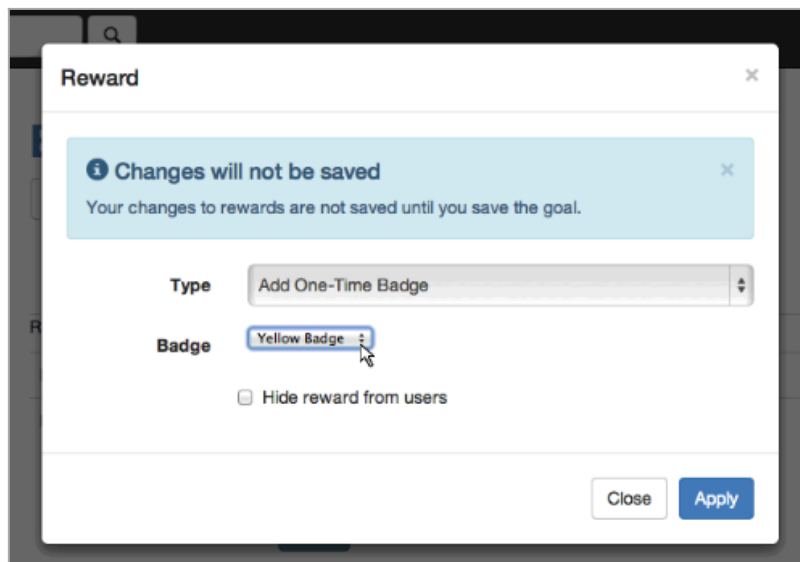 Reward
×
Changes will not be saved
×
Your changes to rewards are not saved until you save the goal.
Type Add One-Time Badge
Badge Yellow Badge
Hide reward from users
Close Apply
R